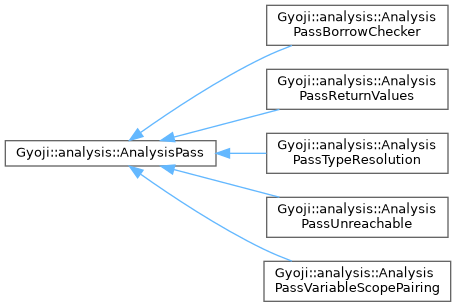 Gyoji::analysis::Analysis
PassBorrowChecker
Gyoji::analysis::Analysis
PassReturnValues
Gyoji::analysis::AnalysisPass
Gyoji::analysis::Analysis
PassTypeResolution
Gyoji::analysis::Analysis
PassUnreachable
Gyoji::analysis::Analysis
PassVariableScopePairing